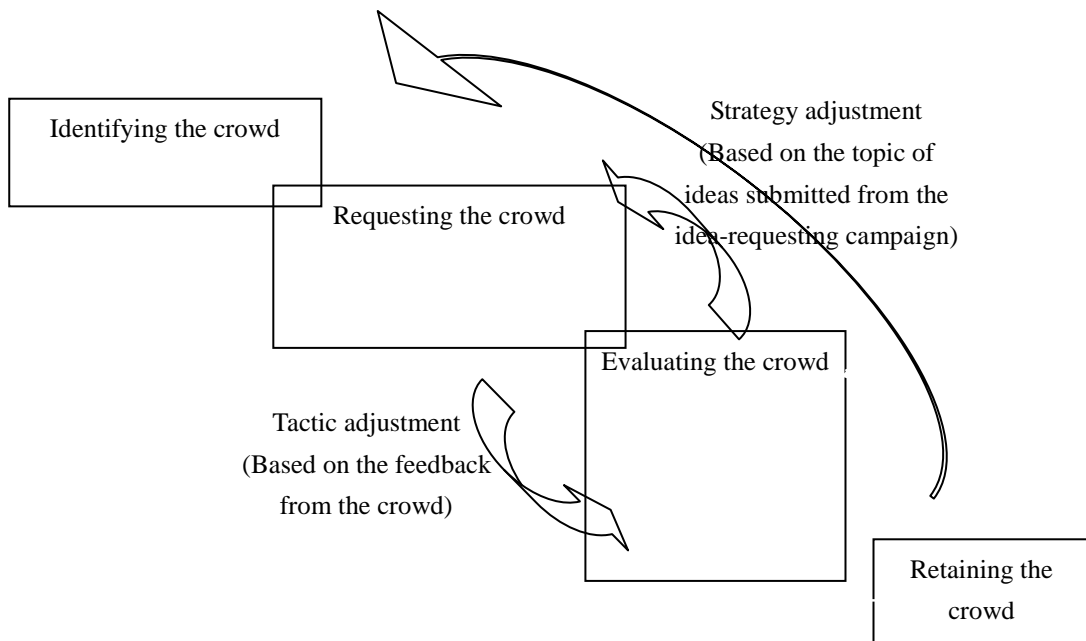 Identifying the crowd
Requesting the crowd
Strategy adjustment
(Based on the topic of
ideas submitted from the
idea-requesting campaign)
Evaluating the crowd
Tactic adjustment
(Based on the feedback
from the crowd)
Retaining the
crowd